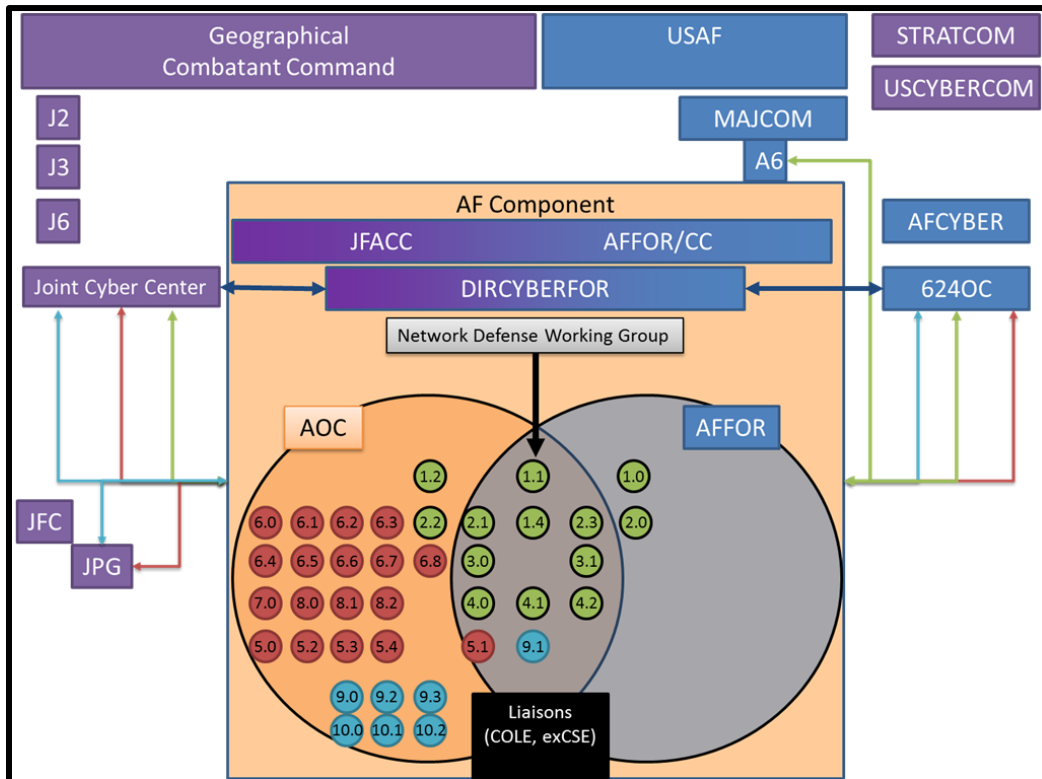 Geographical
Combatant Command
USAF
STRATCOM
USCYBERCOM
J2
MAJCOM
J3
A6
J6
AF Component
AFCYBER
JFACC
AFFOR/CC
Joint Cyber Center
DIRCYBERFOR
624OC
Network Defense Working Group
AOC
AFFOR
1.2
1.1
1.0
JFC
6.0
6.1
6.2
6.3
2.2
2.1
1.4
2.3
2.0
JPG
6.4
6.5
6.6
6.7
6.8
3.0
3.1
7.0
8.0
8.1
8.2
4.0
4.1
4.2
5.0
5.2
5.3
5.4
5.1
9.1
9.0
9.2
9.3
10.0
10.1
10.2
Liaisons
(COLE, exCSE)